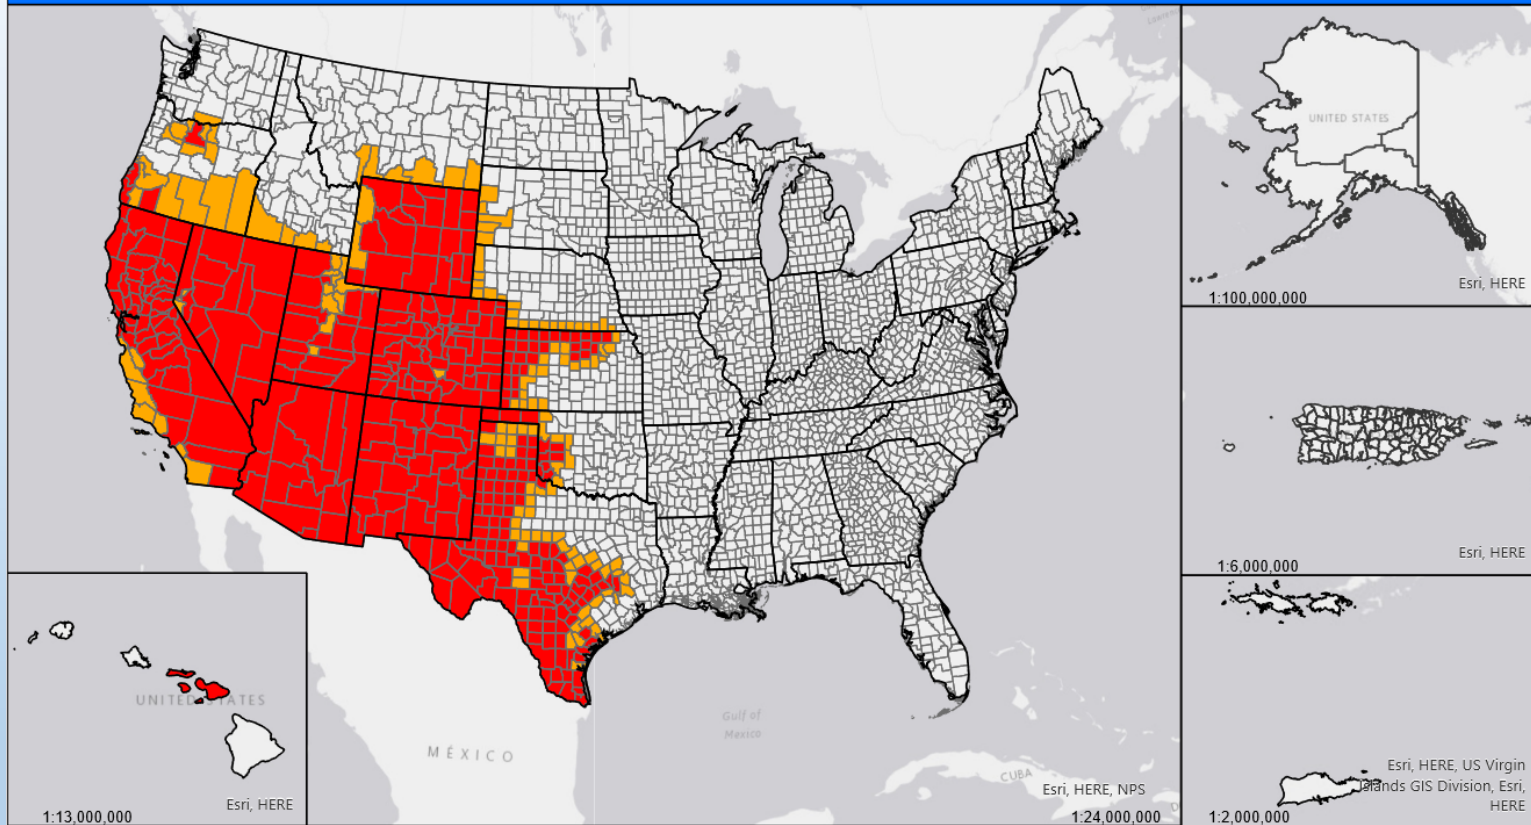 UNITED STATES
Esri, HERE
1:100,000,000
Esri, HERE
1:6,000,000
UNITED STATES
MÉXICO
Gulf of
Mexico
CUBA
Esri, HERE, NPS
1:24,000,000
Esri, HERE
1:13,000,000
Esri, HERE, US Virgin
Islands GIS Division, Esri,
HERE
1:2,000,000